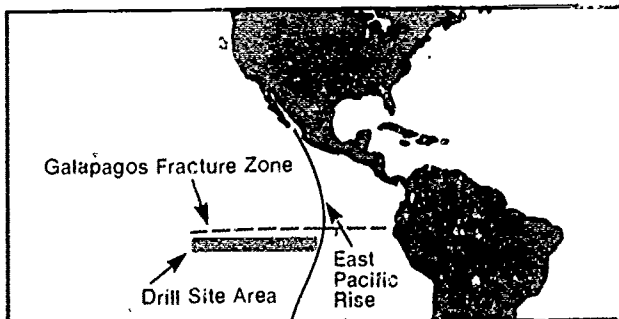 Galapagos Fracture Zone
Drill Site Area
East
Pacific
Rise